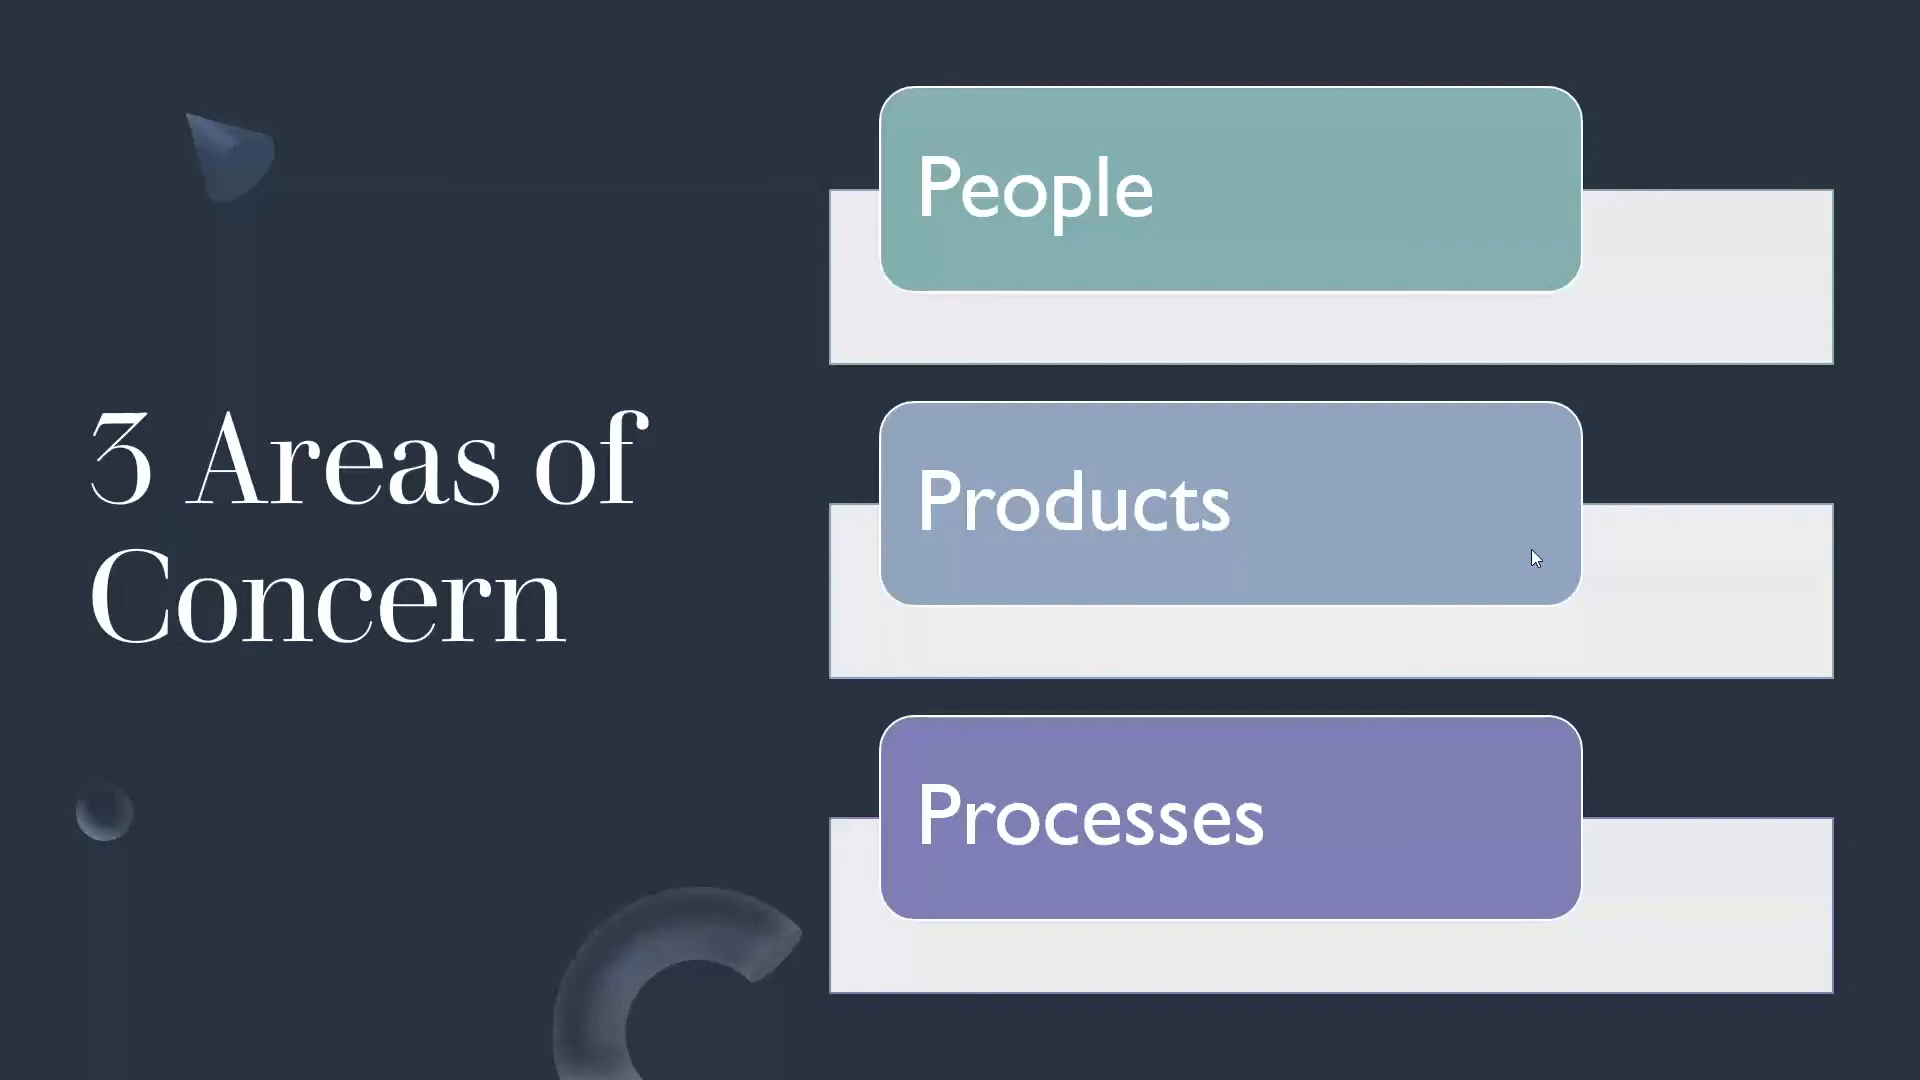 3 Areas of
Concern
People
Products
Processes